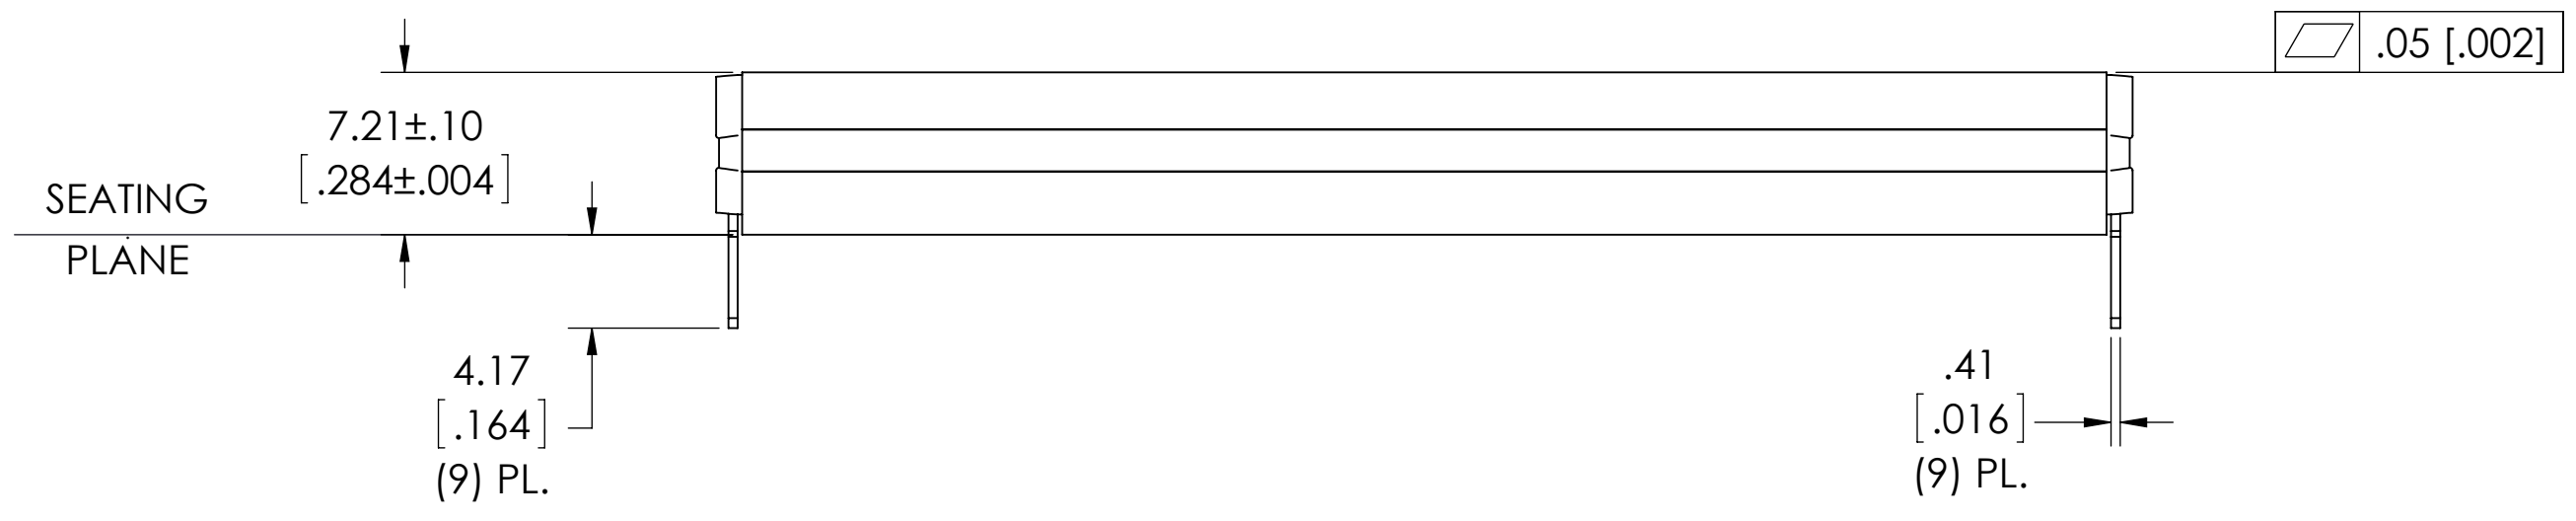 .05 [.002]
7.21±.10
[.284±.004]
SEATING
PLANE
4.17
[.164]
(9) PL.
.41
[.016]
(9) PL.